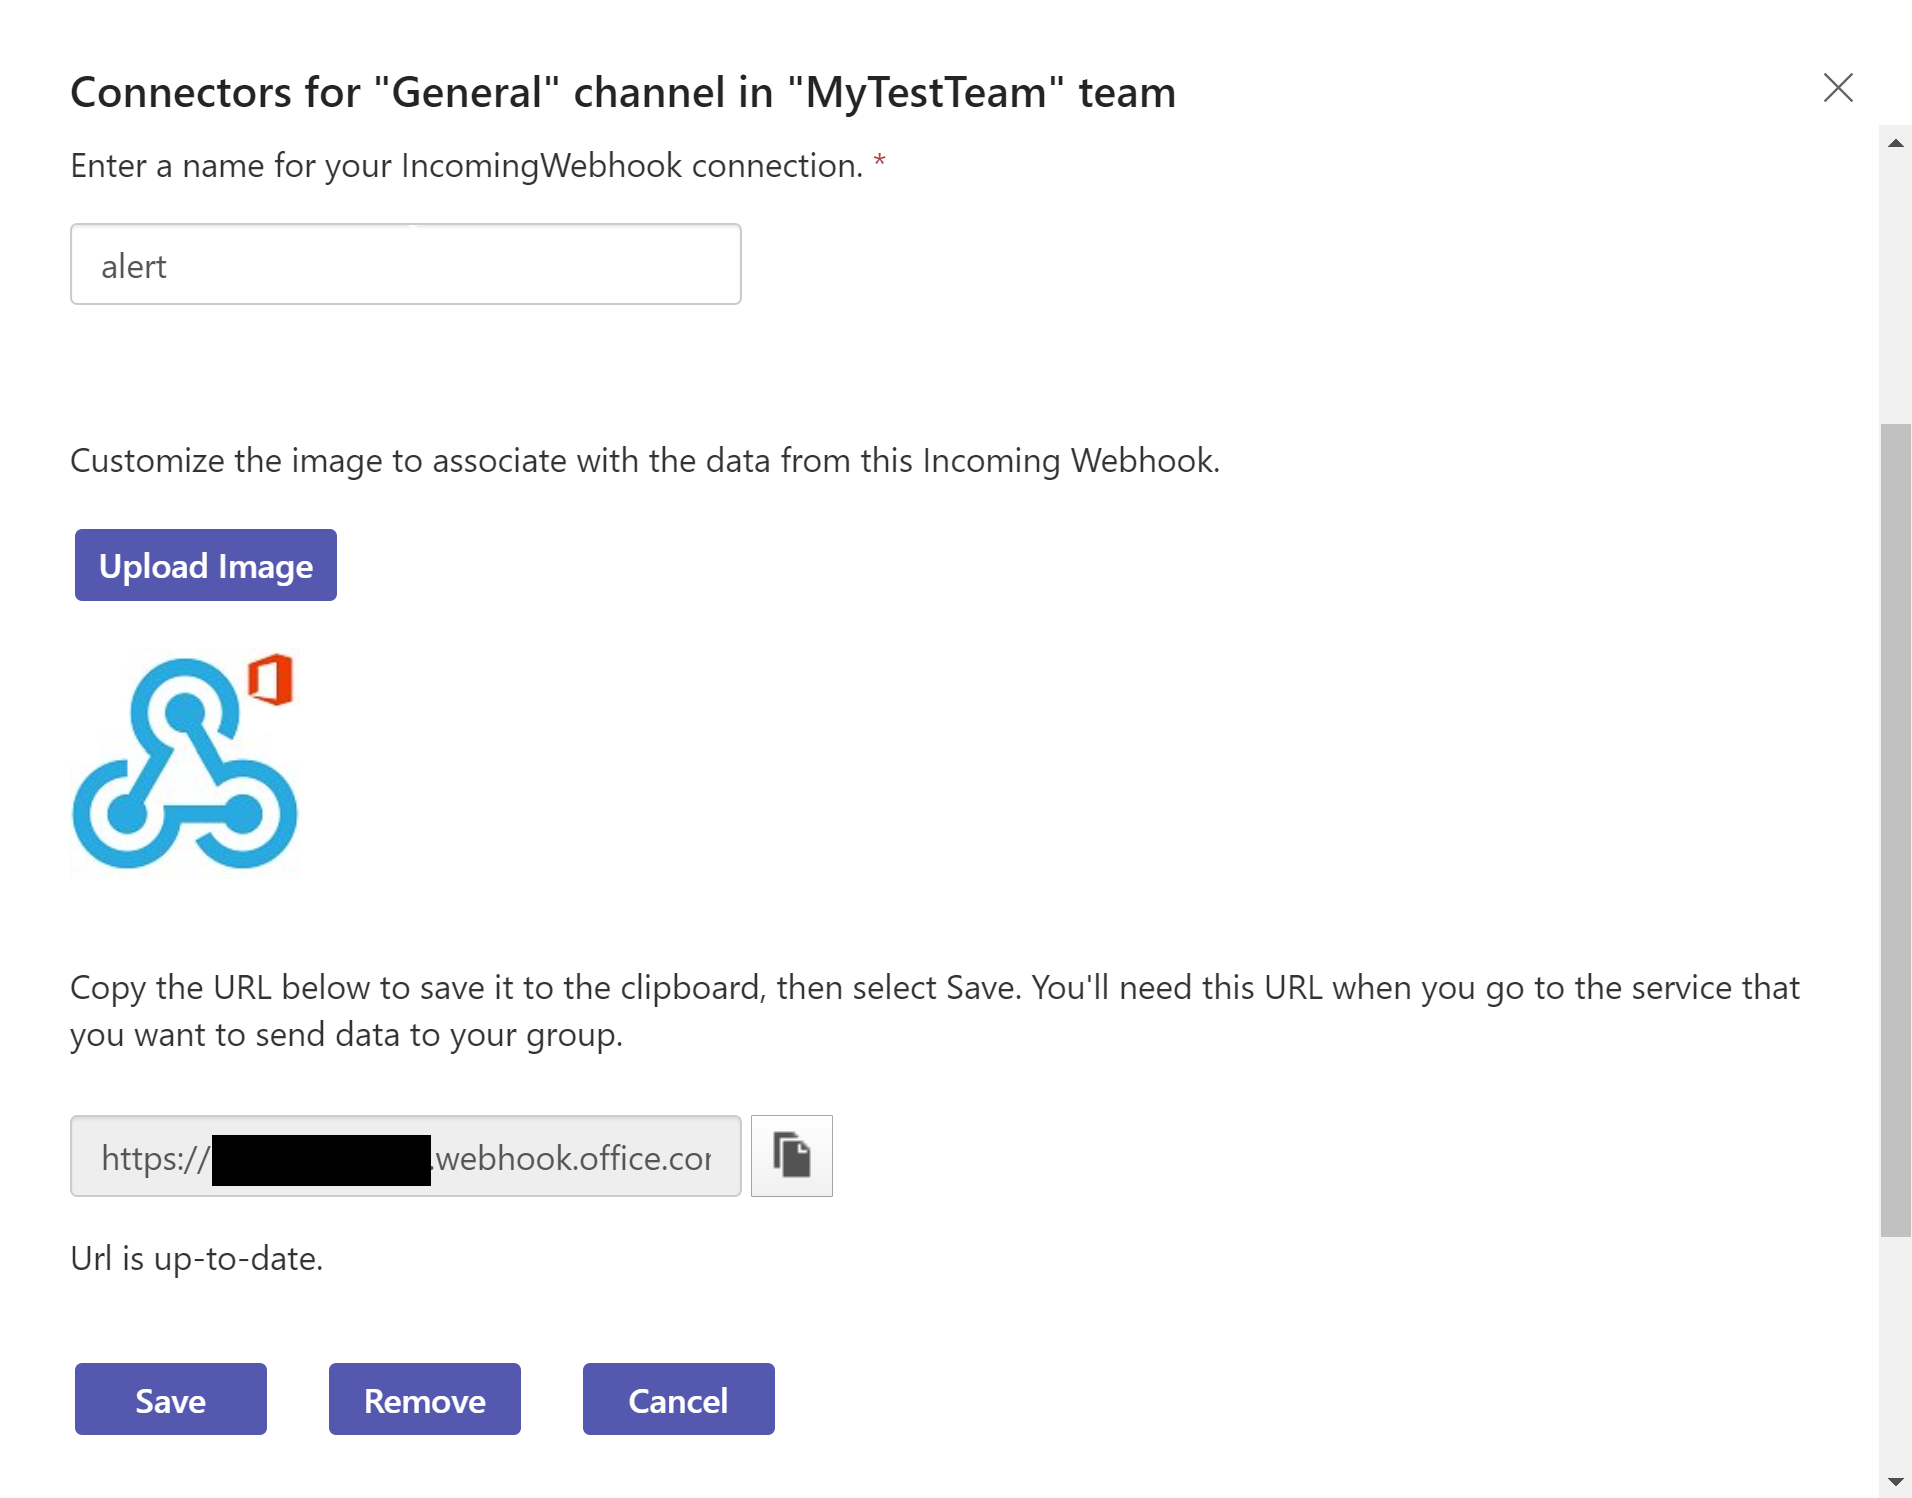 Connectors for "General" channel in "MyTestTeam" team
Enter a name for your IncomingWebhook connection. *
alert
Customize the image to associate with the data from this Incoming Webhook.
Upload Image
Copy the URL below to save it to the clipboard, then select Save. You'll need this URL when you go to the service that
you want to send data to your group.
https:// .webhook.office.cor
Url is up-to-date.
Save Remove Cancel